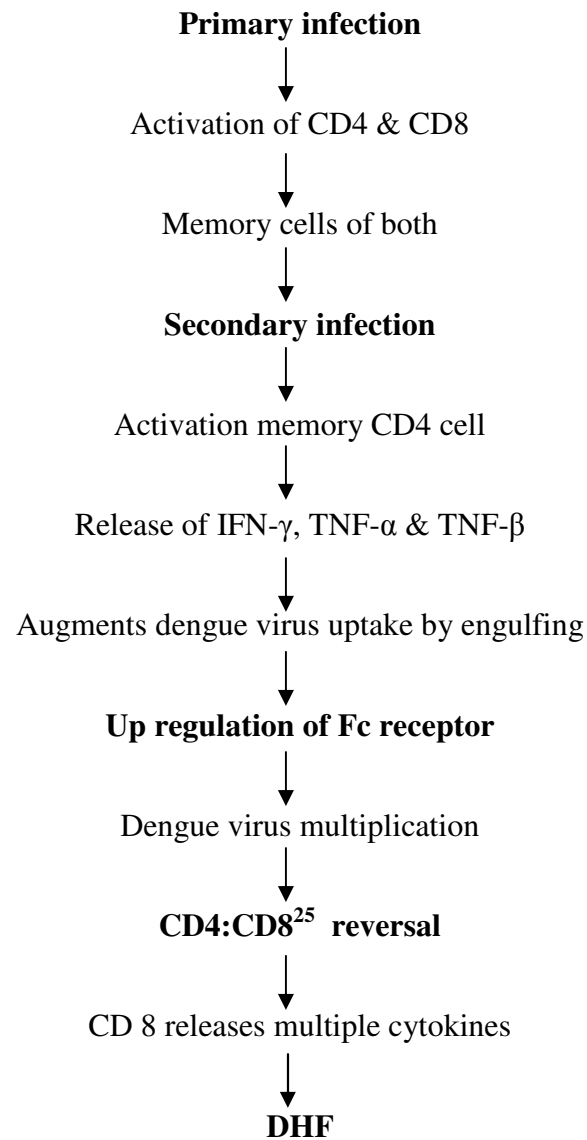 Primary infection
Activation of CD4 & CD8
Memory cells of both
Secondary infection
Activation memory CD4 cell
Release of IFN-γ, TNF-α & TNF-β
Augments dengue virus uptake by engulfing
Up regulation of Fc receptor
Dengue virus multiplication
CD4:CD8²⁵ reversal
CD 8 releases multiple cytokines
DHF